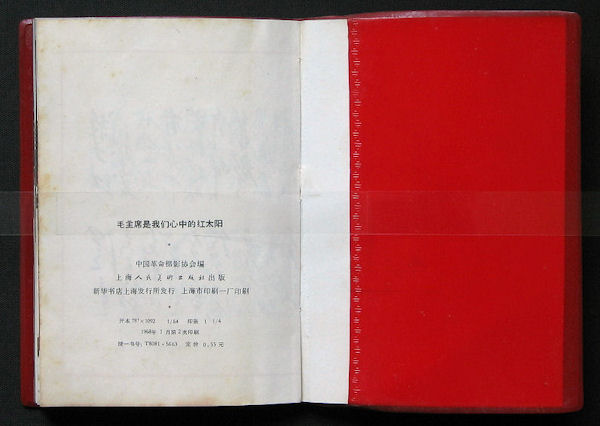 毛主席是我们心中的红太阳
*
中国革命摄影协会编
上海人民美術出版社出版
新华书店上海发行所发行 上海市印刷一厂印刷
*
开本 787×1092 1/64 印张 1 1/4
1968年 1 月第 2 次印刷
统一书号: T8081·5663 定价 0.55 元